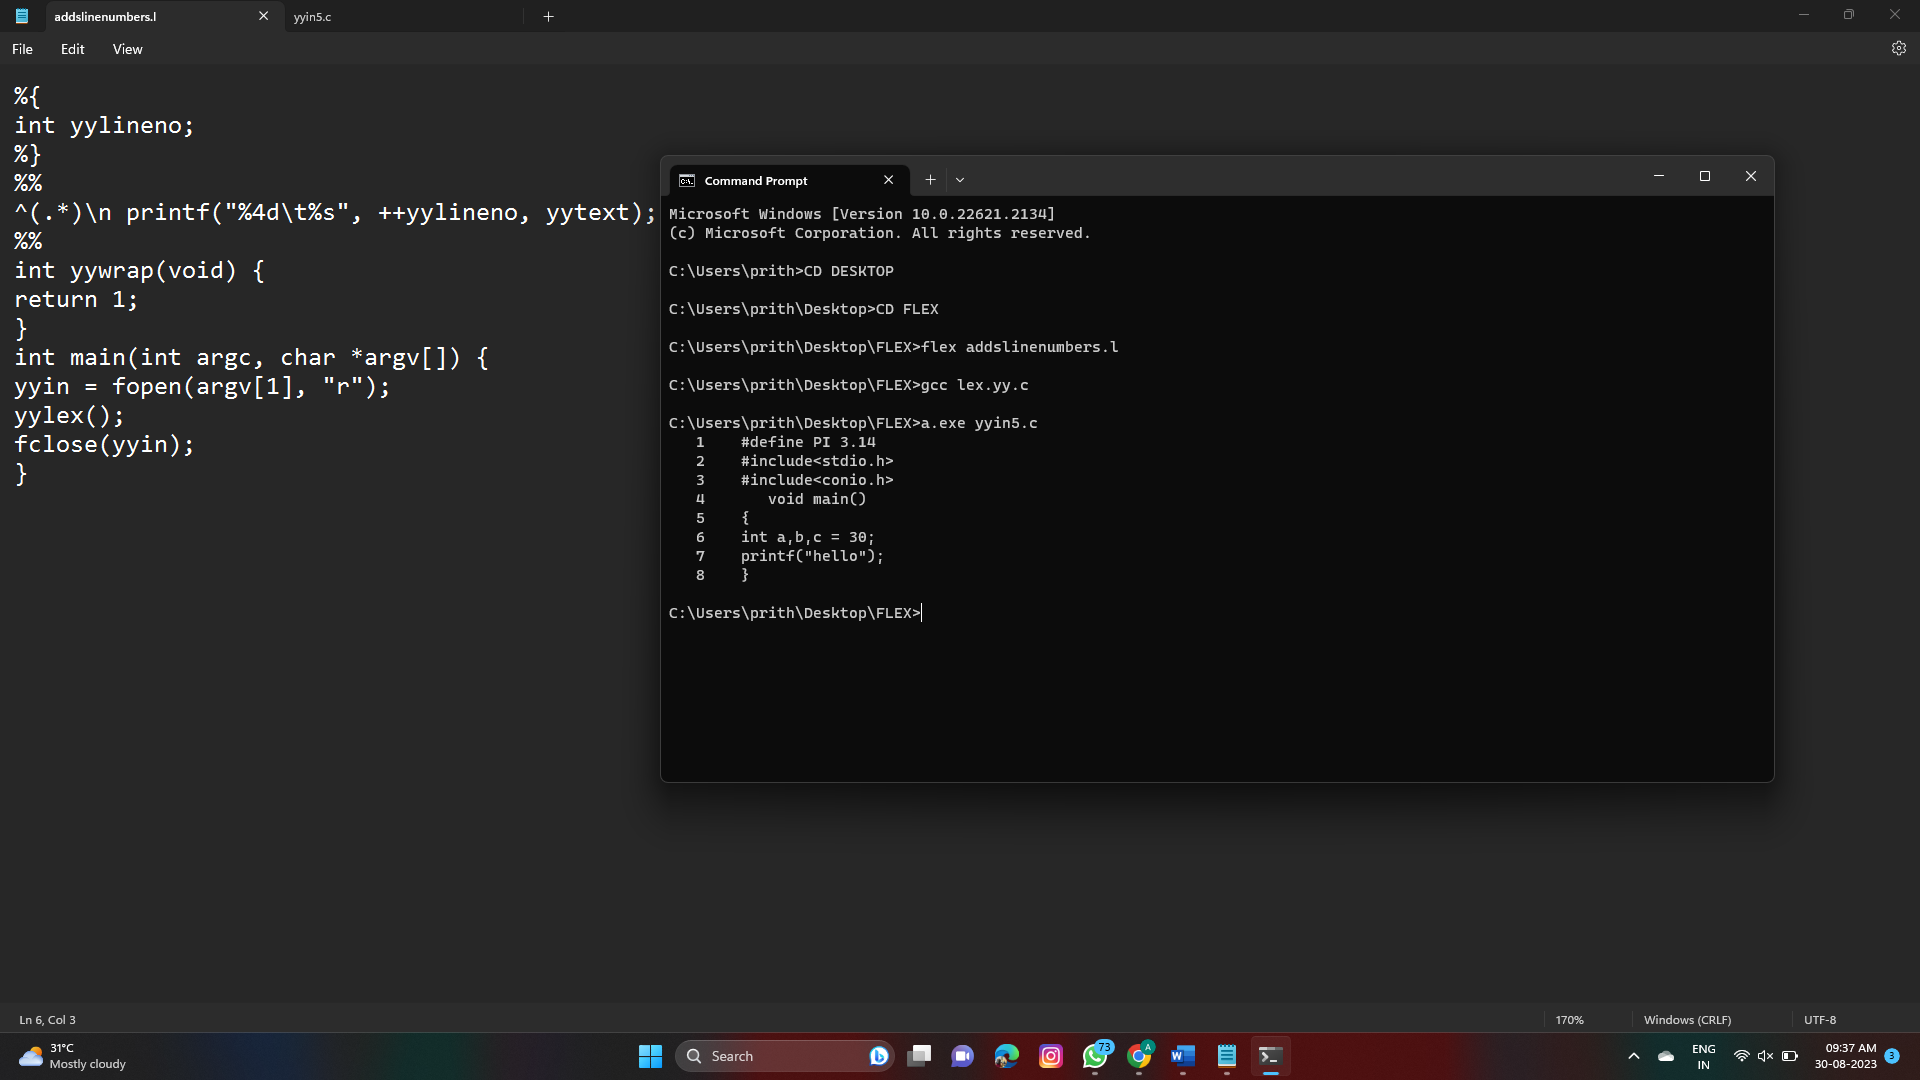 addslinenumbers.l
yyin5.c
File Edit View
%{
int yylineno;
%}
%%
^(.*)\n printf("%4d\t%s", ++yylineno, yytext);
%%
int yywrap(void) {
return 1;
}
int main(int argc, char *argv[]) {
yyin = fopen(argv[1], "r");
yylex();
fclose(yyin);
}
Command Prompt
Microsoft Windows [Version 10.0.22621.2134]
(c) Microsoft Corporation. All rights reserved.
C:\Users\prith>CD DESKTOP
C:\Users\prith\Desktop>CD FLEX
C:\Users\prith\Desktop\FLEX>flex addslinenumbers.l
C:\Users\prith\Desktop\FLEX>gcc lex.yy.c
C:\Users\prith\Desktop\FLEX>a.exe yyin5.c
1 #define PI 3.14
2 #include<stdio.h>
3 #include<conio.h>
4 void main()
5 {
6 int a,b,c = 30;
7 printf("hello");
8 }
C:\Users\prith\Desktop\FLEX>
Ln 6, Col 3
170%
Windows (CRLF)
UTF-8
31°C
Mostly cloudy
Search
73
A
ENG
IN
09:37 AM
30-08-2023
3